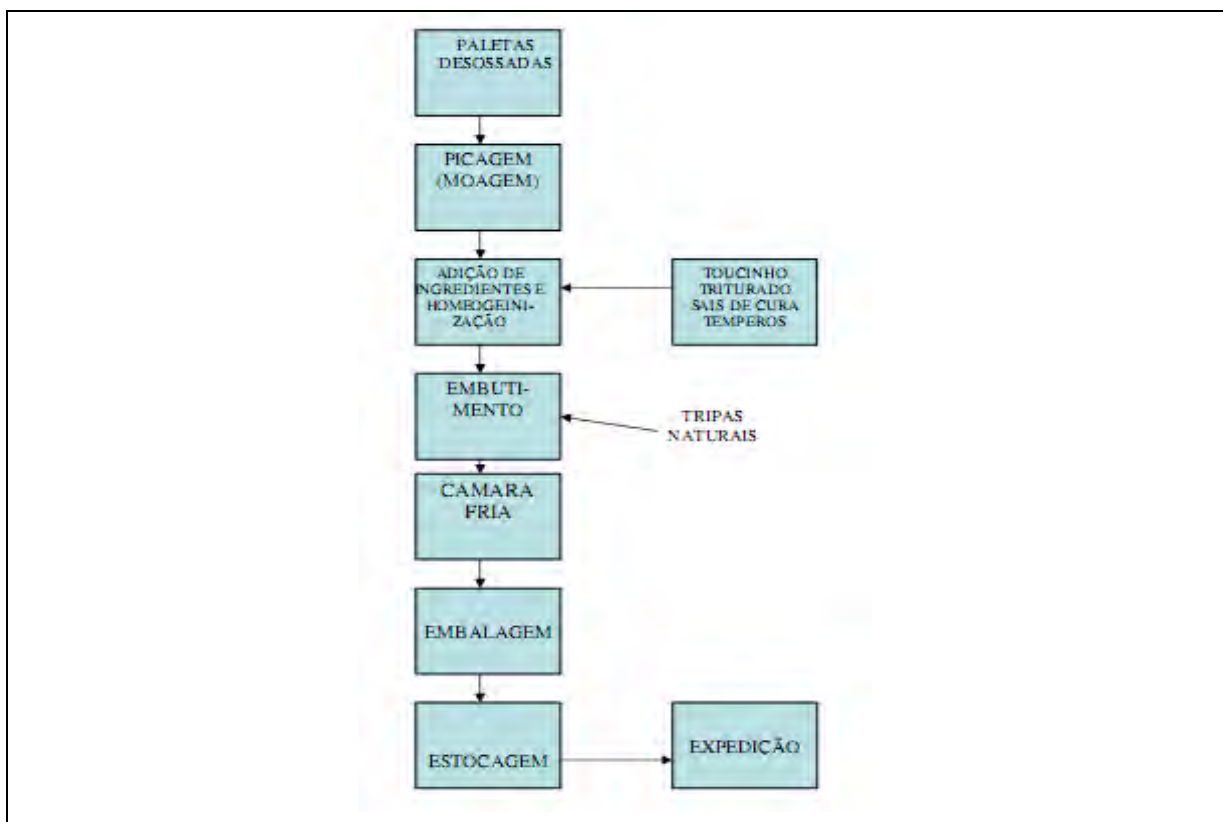 PALETAS
DESOSSADAS
PICAGEM
(MOAGEM)
ADIÇÃO DE
INGREDIENTES E
HOMEOGEINI-
ZAÇÃO
TOUCINHO
TRITURADO
SAIS DE CURA
TEMPEROS
EMBUTI-
MENTO
TRIPAS
NATURAIS
CAMARA
FRIA
EMBALAGEM
ESTOCAGEM
EXPEDIÇÃO